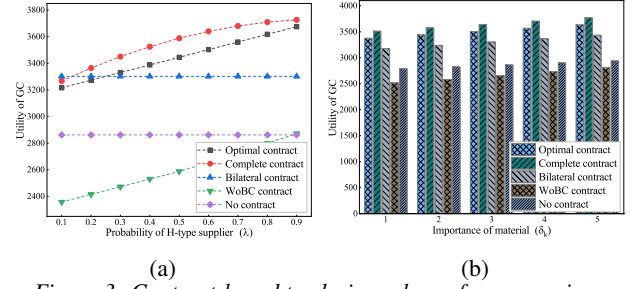 3800
3600
3400
3200
3000
2800
2600
2400
Utility of GC
Optimal contract
Complete contract
Bilateral contract
WoBC contract
No contract
0.1 0.2 0.3 0.4 0.5 0.6 0.7 0.8 0.9
Probability of H-type supplier (λ)
(a)
4000
3500
3000
2500
2000
1500
1000
500
0
Utility of GC
Optimal contract
Complete contract
Bilateral contract
WoBC contract
No contract
1 2 3 4 5
Importance of material (δk)
(b)